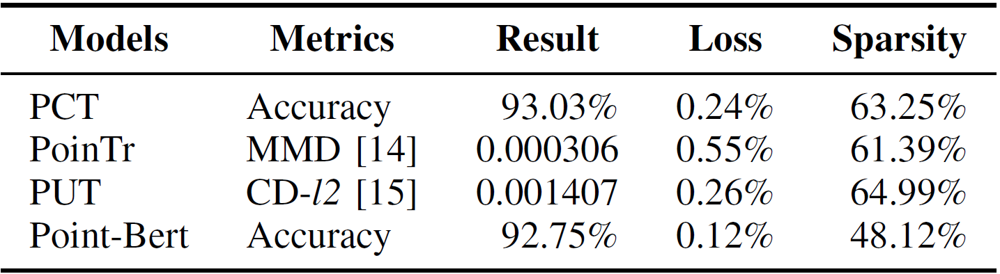 Models Metrics Result Loss Sparsity
PCT Accuracy 93.03% 0.24% 63.25%
PoinTr MMD [14] 0.000306 0.55% 61.39%
PUT CD-l2 [15] 0.001407 0.26% 64.99%
Point-Bert Accuracy 92.75% 0.12% 48.12%